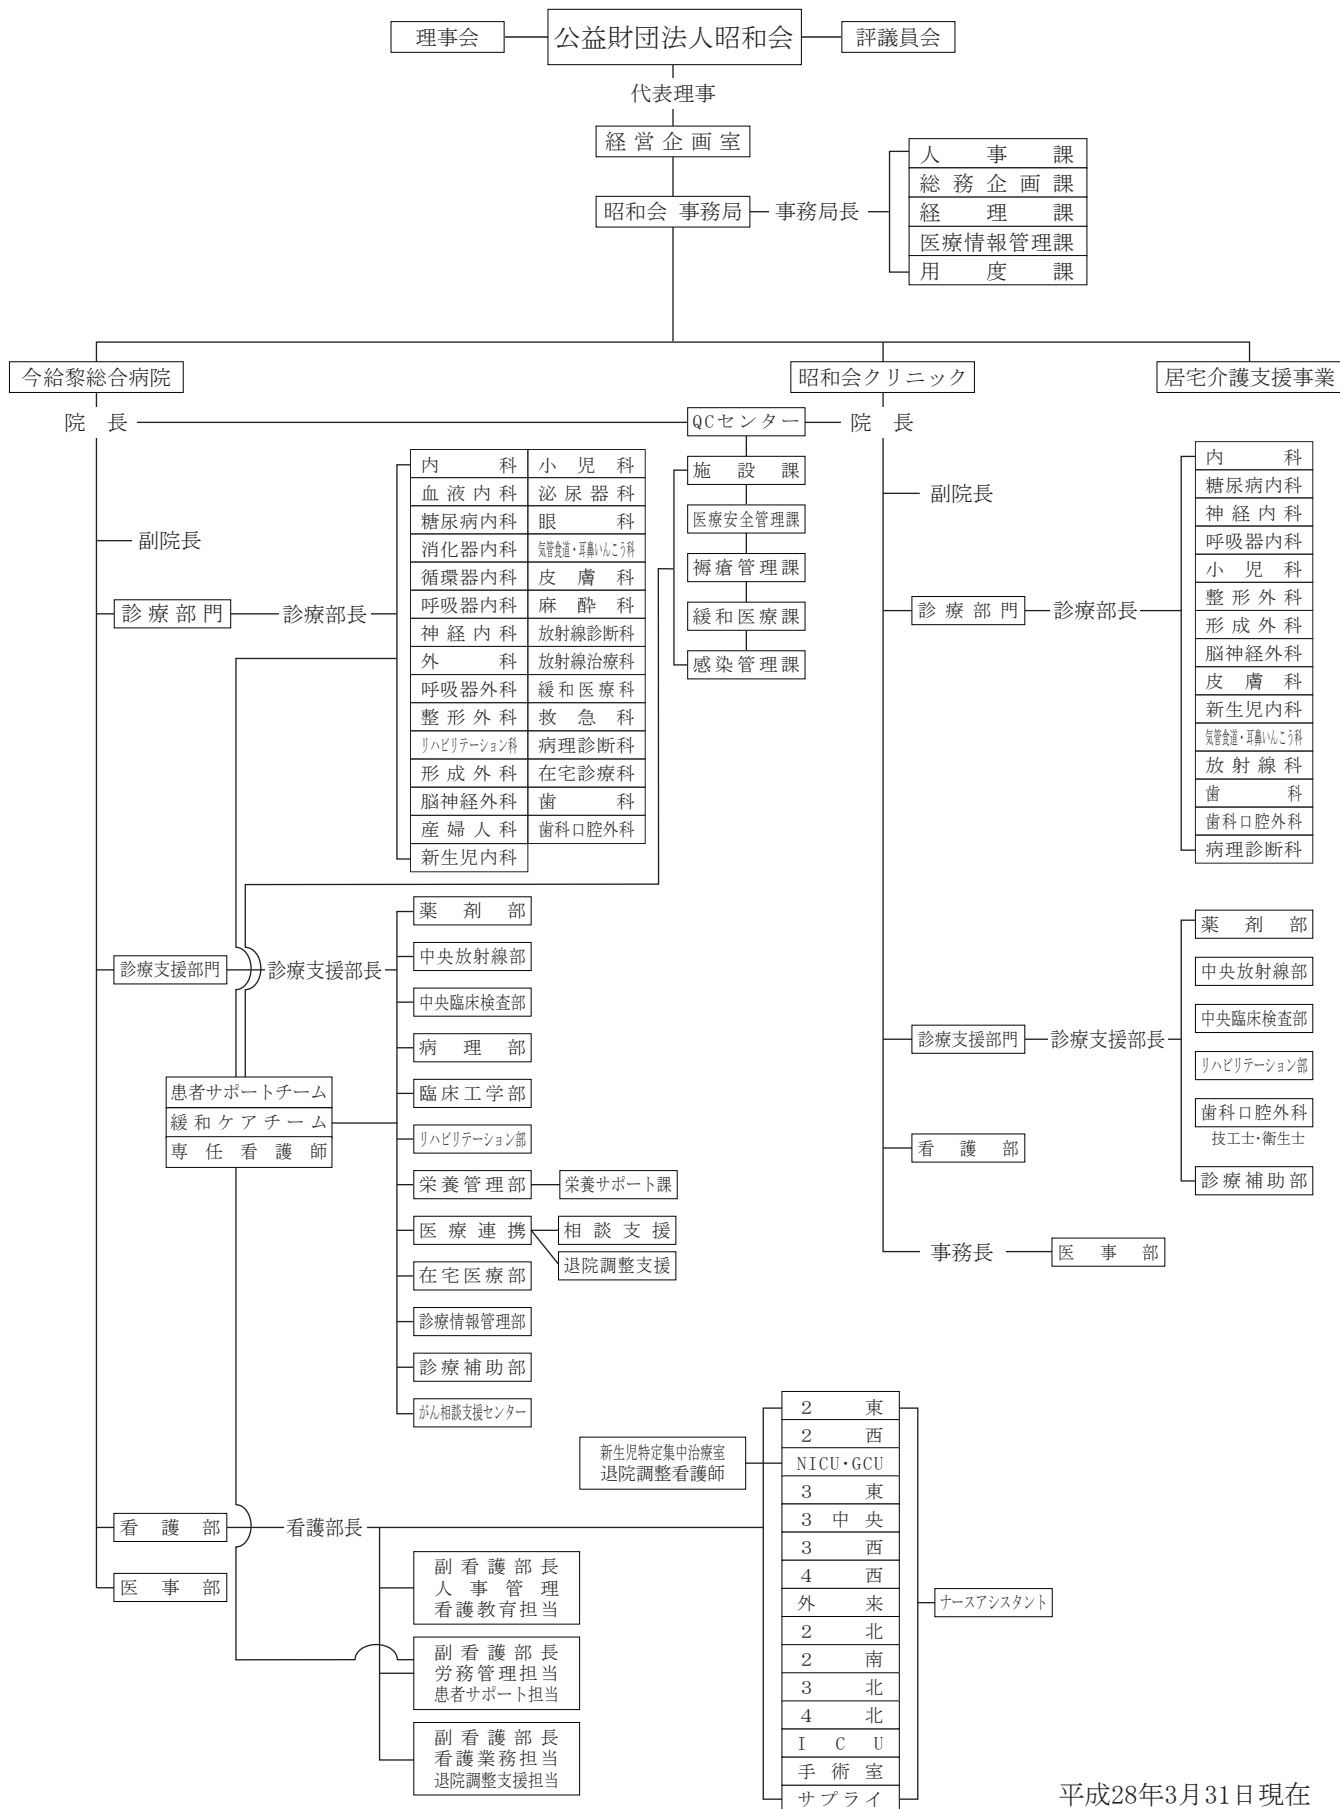 理事会
公益財団法人昭和会
評議員会
代表理事
経営企画室
昭和会 事務局
事務局長
人事課
総務企画課
経理課
医療情報管理課
用度課
今給黎総合病院
昭和会クリニック
居宅介護支援事業
院長
QCセンター
院長
施設課
医療安全管理課
褥瘡管理課
緩和医療課
感染管理課
副院長
診療部門
診療部長
内科
小児科
血液内科
泌尿器科
糖尿病内科
眼科
消化器内科
気管食道・耳鼻いんこう科
循環器内科
皮膚科
呼吸器内科
麻酔科
神経内科
放射線診断科
外科
放射線治療科
呼吸器外科
緩和医療科
整形外科
救急科
リハビリテーション科
病理診断科
形成外科
在宅診療科
脳神経外科
歯科
産婦人科
歯科口腔外科
新生児内科
診療支援部門
診療支援部長
薬剤部
中央放射線部
中央臨床検査部
病理部
臨床工学部
リハビリテーション部
栄養管理部
栄養サポート課
医療連携
相談支援
退院調整支援
在宅医療部
診療情報管理部
診療補助部
がん相談支援センター
患者サポートチーム
緩和ケアチーム
専任看護師
看護部
看護部長
医事部
副看護部長
人事管理
看護教育担当
副看護部長
労務管理担当
患者サポート担当
副看護部長
看護業務担当
退院調整支援担当
新生児特定集中治療室
退院調整看護師
2東
2西
NICU・GCU
3東
3中央
3西
4西
外来
2北
2南
3北
4北
ICU
手術室
サプライ
ナースアシスタント
副院長
診療部門
診療部長
内科
糖尿病内科
神経内科
呼吸器内科
小児科
整形外科
形成外科
脳神経外科
皮膚科
新生児内科
気管食道・耳鼻いんこう科
放射線科
歯科
歯科口腔外科
病理診断科
診療支援部門
診療支援部長
薬剤部
中央放射線部
中央臨床検査部
リハビリテーション部
歯科口腔外科
技工士・衛生士
診療補助部
看護部
事務長
医事部
平成28年3月31日現在